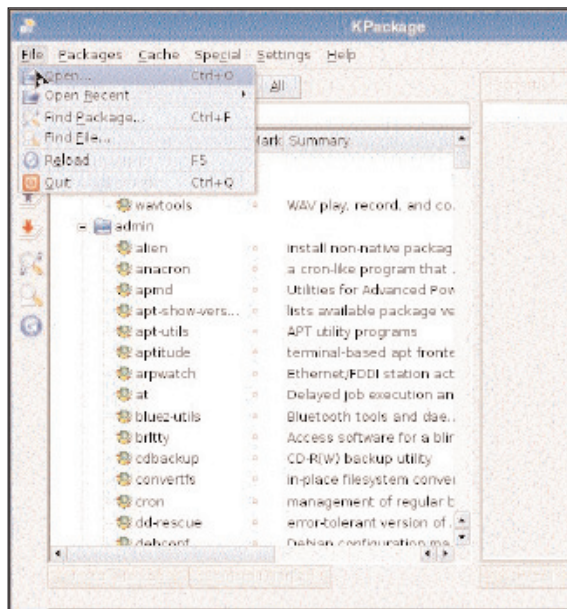 KPackage
File Packages Cache Special Settings Help
Open... Ctrl+O
Open Recent
Find Package... Ctrl+F
Find File...
Reload F5
Quit Ctrl+Q
All
Mark Summary
wavtools WAV play, record, and co.
admin
alien install non-native packag
anacron a cron-like program that .
apmd Utilities for Advanced Pow
apt-show-vers... lists available package ve
apt-utils APT utility programs
aptitude terminal-based apt fronte
arpwatch Ethernet/FDDI station act
at Delayed job execution an
bluez-utils Bluetooth tools and dae..
brltty Access software for a blin
cdbackup CD-R(W) backup utility
convertfs in-place filesystem conver
cron management of regular b
dd-rescue error-tolerant version of .
debconf Debian configuration ma